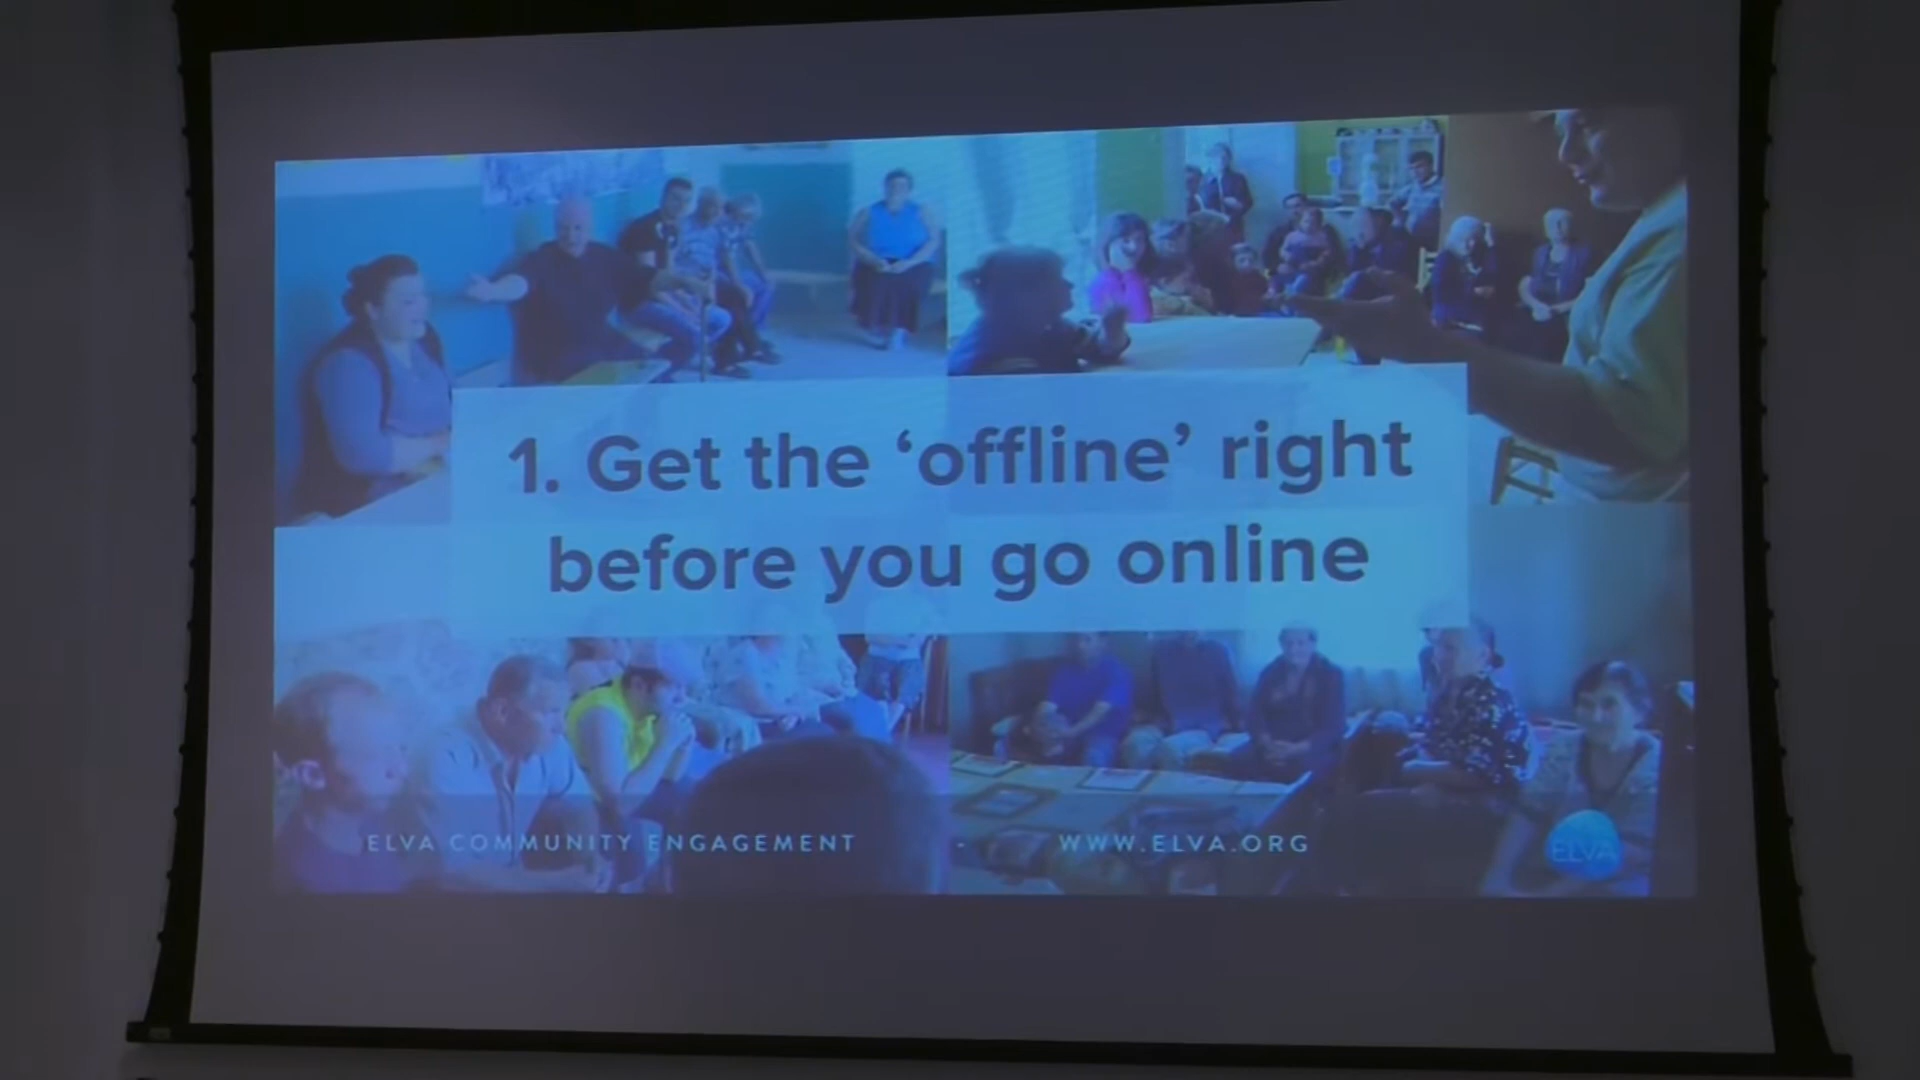 1. Get the ‘offline’ right
before you go online
ELVA COMMUNITY ENGAGEMENT - WWW.ELVA.ORG
ELVA